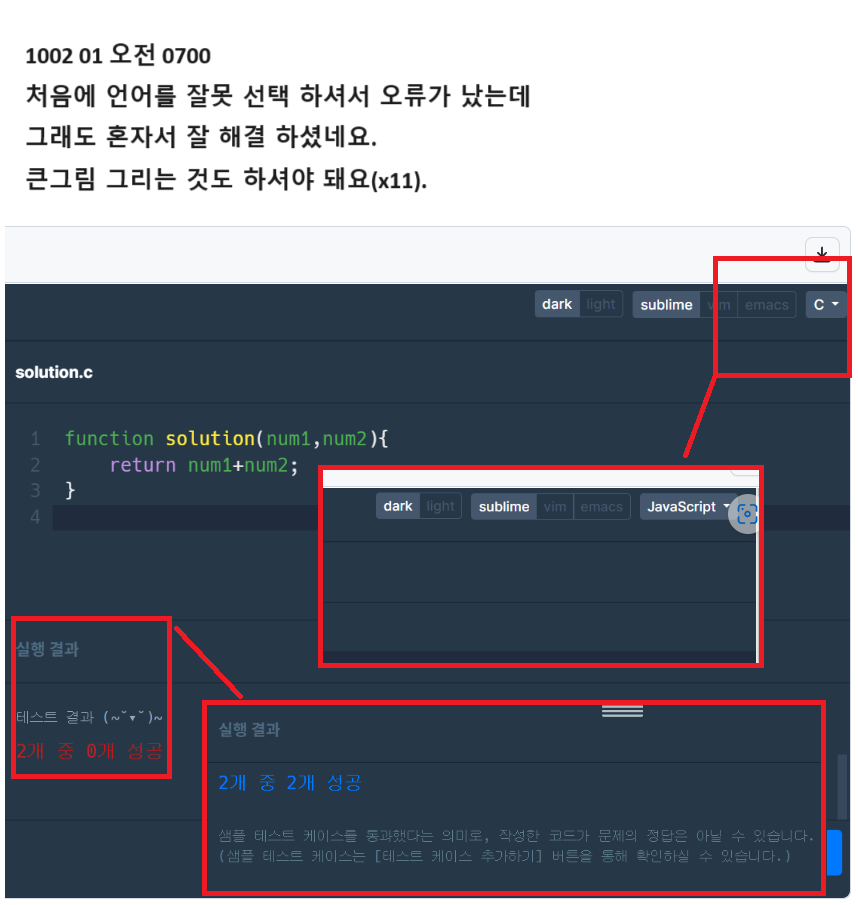 1002 01 오전 0700
처음에 언어를 잘못 선택 하셔서 오류가 났는데
그래도 혼자서 잘 해결 하셨네요.
큰그림 그리는 것도 하셔야 돼요(x11).
dark light sublime vim emacs C
solution.c
1 function solution(num1,num2){
2 return num1+num2;
3 }
4
dark light sublime vim emacs JavaScript
실행 결과
테스트 결과 (~˘▾˘)~
2개 중 0개 성공
실행 결과
2개 중 2개 성공
샘플 테스트 케이스를 통과했다는 의미로, 작성한 코드가 문제의 정답은 아닐 수 있습니다.
(샘플 테스트 케이스는 [테스트 케이스 추가하기] 버튼을 통해 확인하실 수 있습니다.)